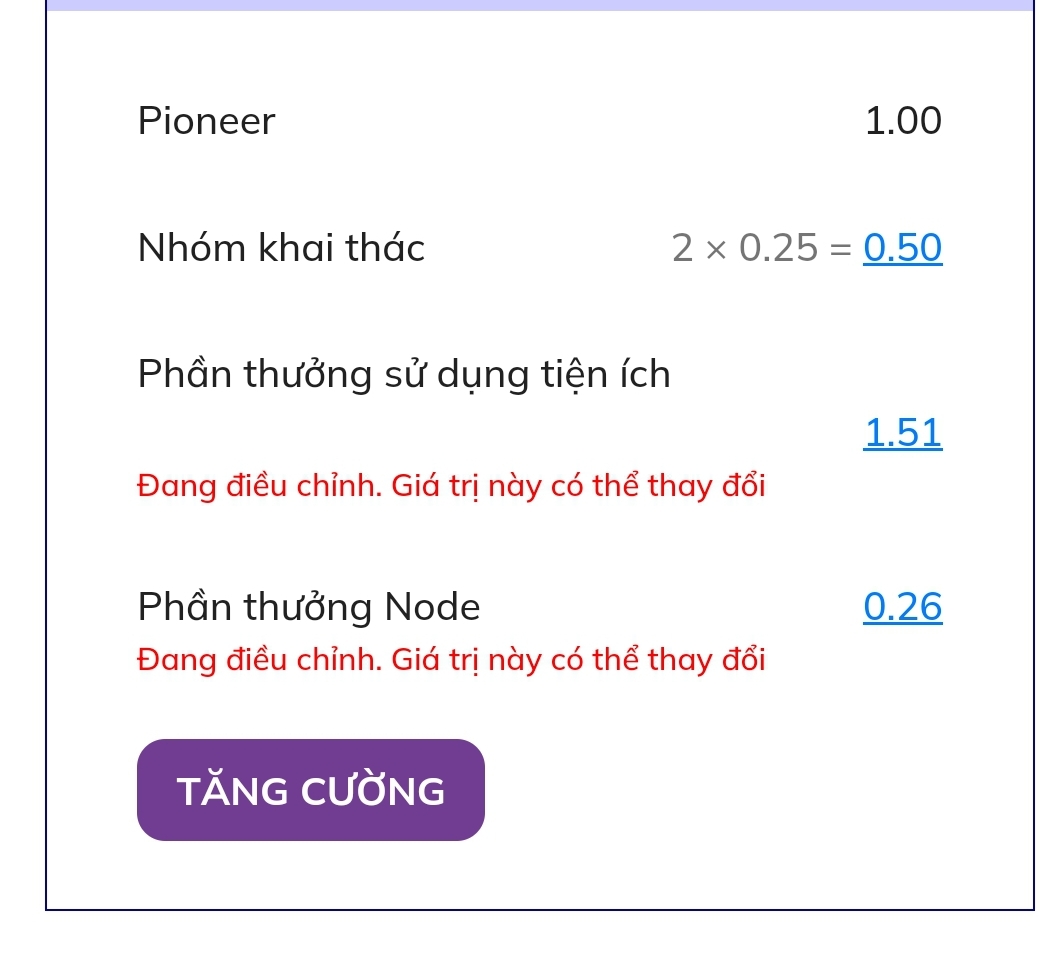 Pioneer 1.00
Nhóm khai thác 2 × 0.25 = 0.50
Phần thưởng sử dụng tiện ích
1.51
Đang điều chỉnh. Giá trị này có thể thay đổi
Phần thưởng Node 0.26
Đang điều chỉnh. Giá trị này có thể thay đổi
TĂNG CƯỜNG